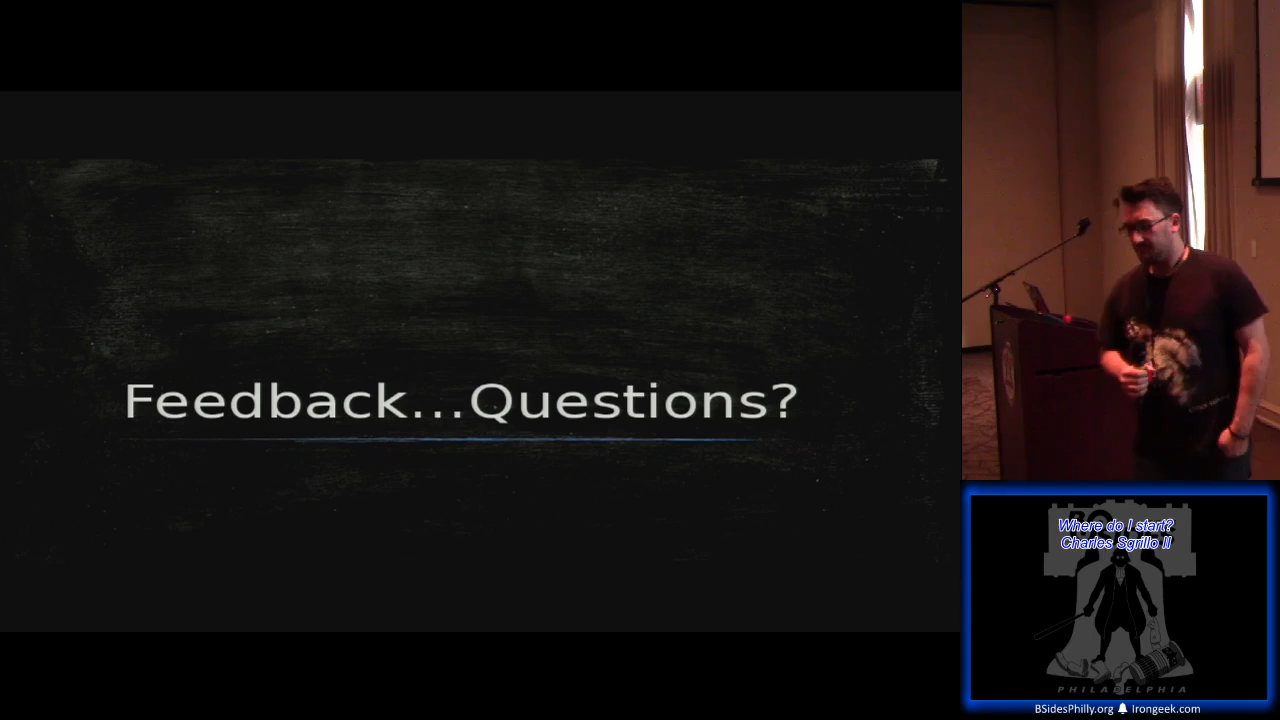 Feedback...Questions?
Where do I start?
Charles Sgrillo II
PHILADELPHIA
BSidesPhilly.org Irongeek.com